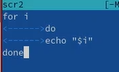 scr2 [-M
for i
<------>do
<------>echo "$i"
done